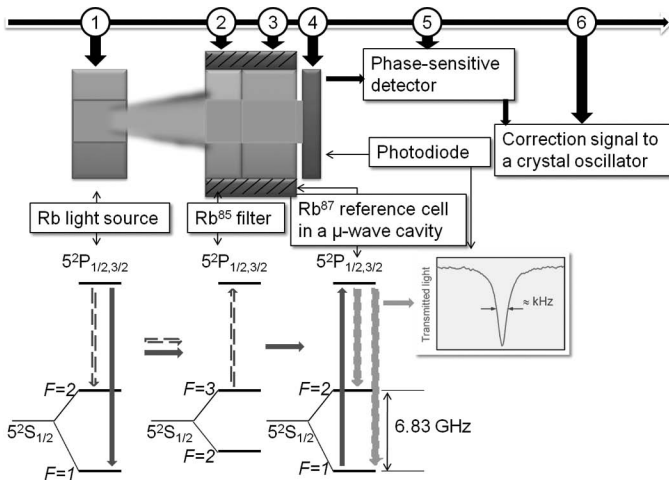 1 2 3 4 5 6
Phase-sensitive
detector
Correction signal to
a crystal oscillator
Photodiode
Rb light source
Rb⁸⁵ filter
Rb⁸⁷ reference cell
in a µ-wave cavity
5²P₁/₂,₃/₂ 5²P₁/₂,₃/₂ 5²P₁/₂,₃/₂
Transmitted light
≈ kHz
F=2 F=3 F=2
5²S₁/₂ 5²S₁/₂ 5²S₁/₂
6.83 GHz
F=2
F=1 F=1